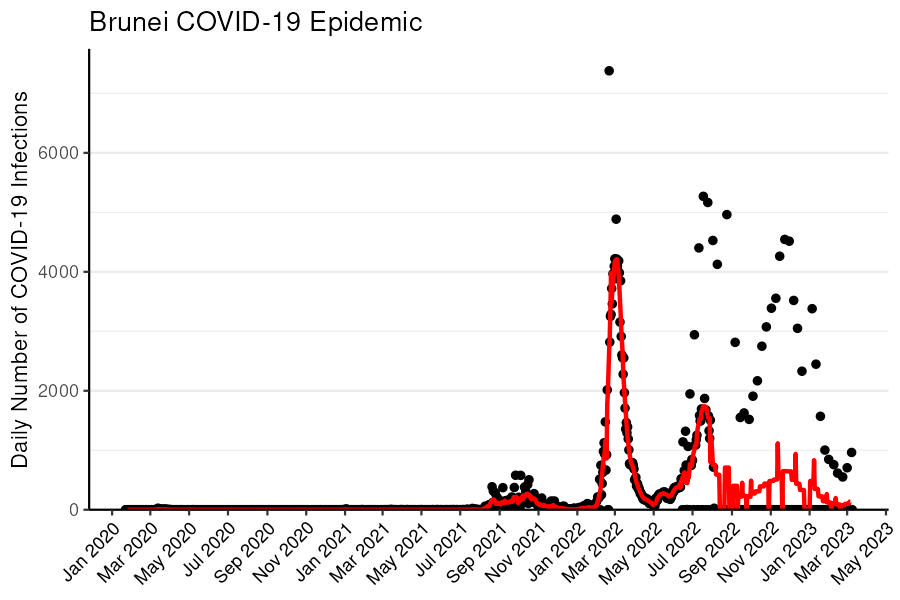 Brunei COVID-19 Epidemic
Daily Number of COVID-19 Infections
6000
4000
2000
0
Jan 2020
Mar 2020
May 2020
Jul 2020
Sep 2020
Nov 2020
Jan 2021
Mar 2021
May 2021
Jul 2021
Sep 2021
Nov 2021
Jan 2022
Mar 2022
May 2022
Jul 2022
Sep 2022
Nov 2022
Jan 2023
Mar 2023
May 2023